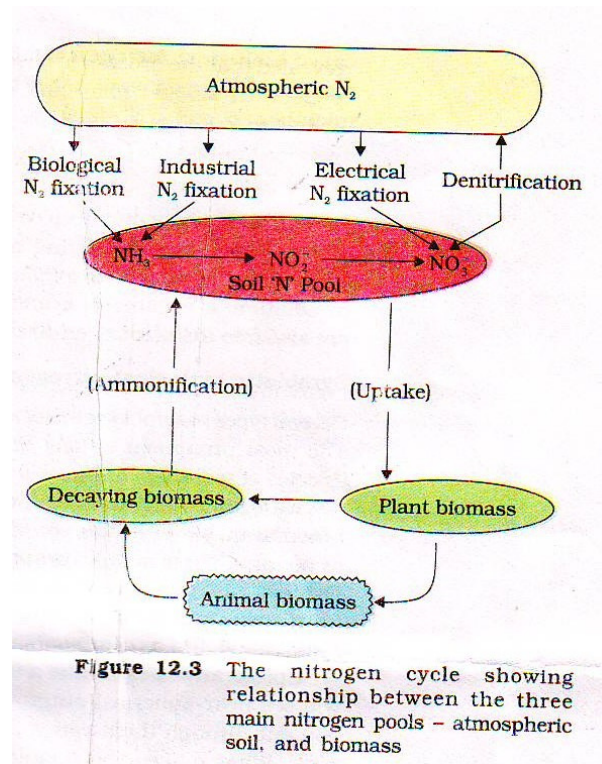 Atmospheric N₂
Biological
N₂ fixation
Industrial
N₂ fixation
Electrical
N₂ fixation
Denitrification
NH₃
NO₂⁻
NO₃⁻
Soil 'N' Pool
(Ammonification)
(Uptake)
Decaying biomass
Plant biomass
Animal biomass
Figure 12.3 The nitrogen cycle showing
relationship between the three
main nitrogen pools – atmospheric
soil, and biomass